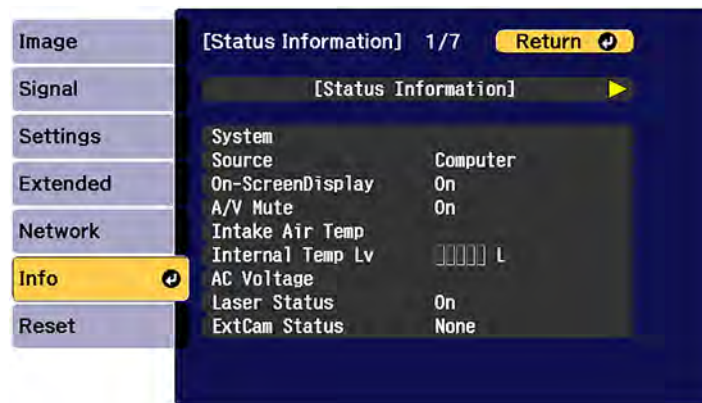 Image
Signal
Settings
Extended
Network
Info
Reset
[Status Information] 1/7 Return
[Status Information]
System
Source Computer
On-ScreenDisplay On
A/V Mute On
Intake Air Temp
Internal Temp Lv L
AC Voltage
Laser Status On
ExtCam Status None